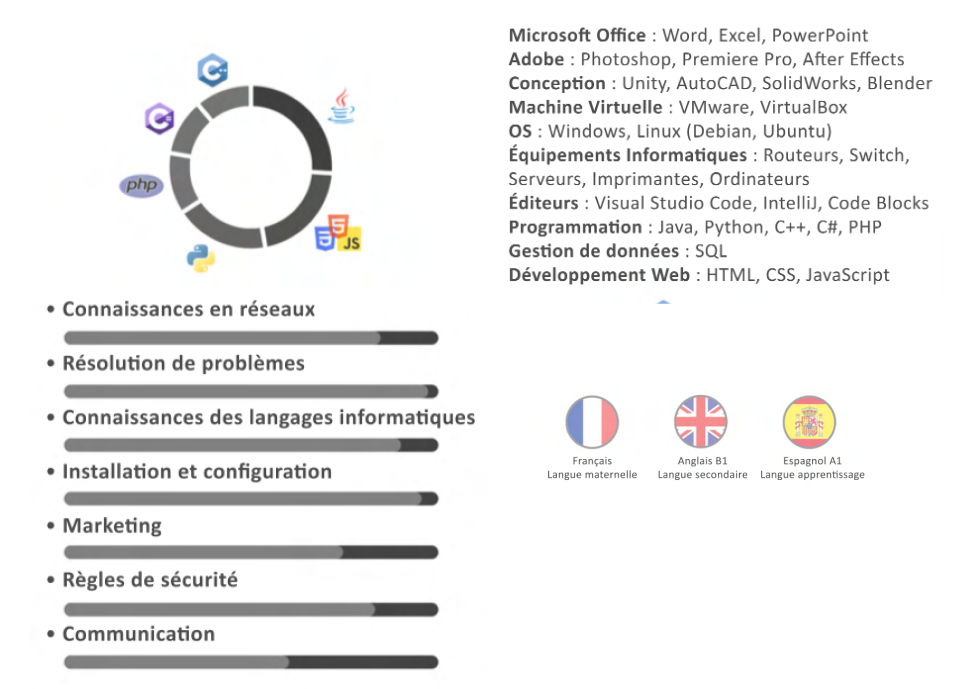 php
JS
• Connaissances en réseaux
• Résolution de problèmes
• Connaissances des langages informatiques
• Installation et configuration
• Marketing
• Règles de sécurité
• Communication
Microsoft Office : Word, Excel, PowerPoint
Adobe : Photoshop, Premiere Pro, After Effects
Conception : Unity, AutoCAD, SolidWorks, Blender
Machine Virtuelle : VMware, VirtualBox
OS : Windows, Linux (Debian, Ubuntu)
Équipements Informatiques : Routeurs, Switch,
Serveurs, Imprimantes, Ordinateurs
Éditeurs : Visual Studio Code, IntelliJ, Code Blocks
Programmation : Java, Python, C++, C#, PHP
Gestion de données : SQL
Développement Web : HTML, CSS, JavaScript
Français
Langue maternelle
Anglais B1
Langue secondaire
Espagnol A1
Langue apprentissage